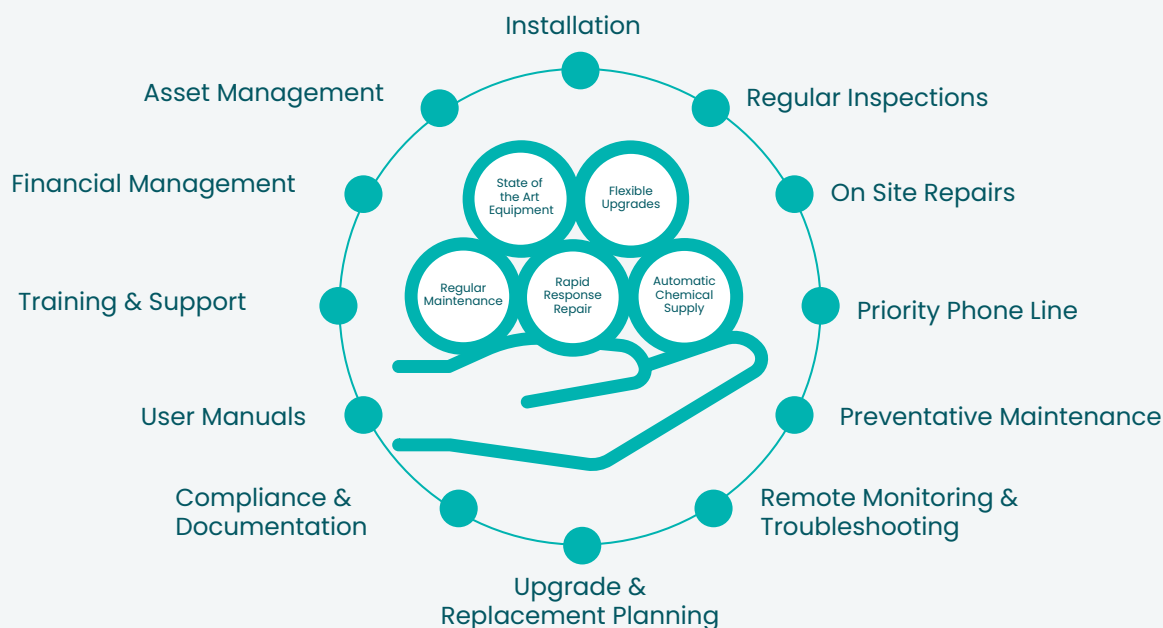 Installation
Regular Inspections
On Site Repairs
Priority Phone Line
Preventative Maintenance
Remote Monitoring &
Troubleshooting
Upgrade &
Replacement Planning
Compliance &
Documentation
User Manuals
Training & Support
Financial Management
Asset Management
State of
the Art
Equipment
Flexible
Upgrades
Regular
Maintenance
Rapid
Response
Repair
Automatic
Chemical
Supply